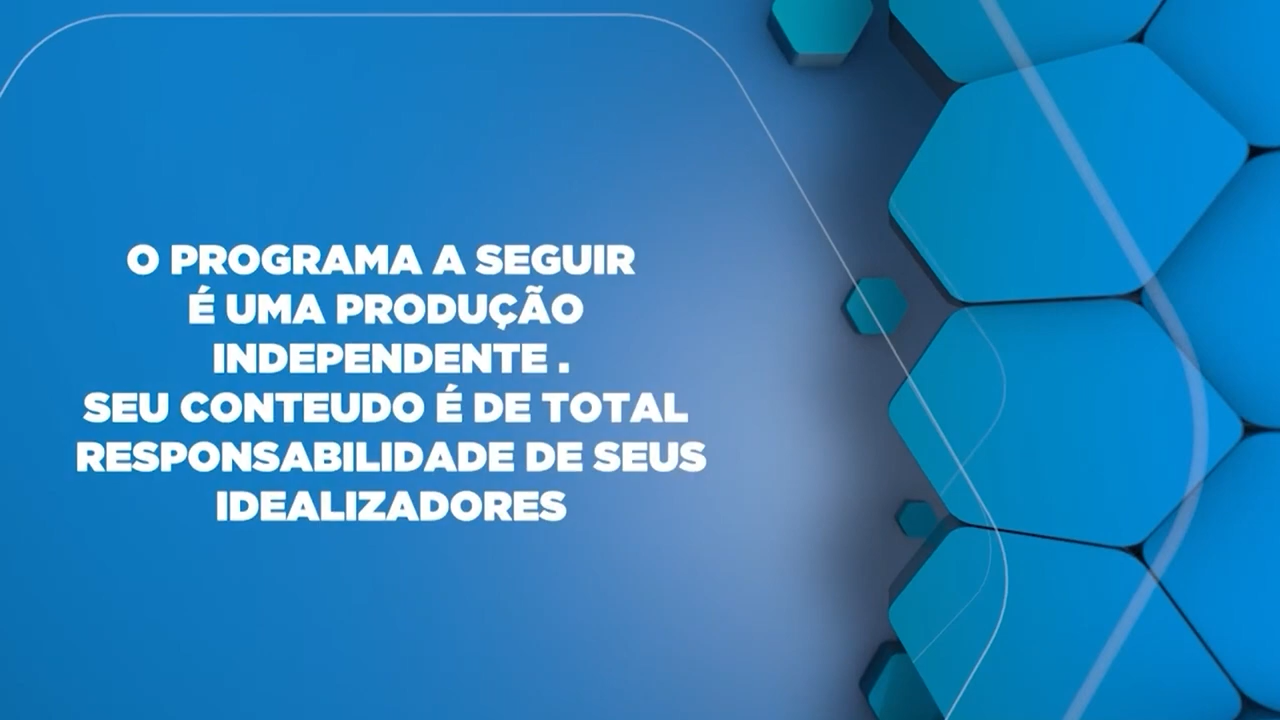 O PROGRAMA A SEGUIR
É UMA PRODUÇÃO
INDEPENDENTE .
SEU CONTEUDO É DE TOTAL
RESPONSABILIDADE DE SEUS
IDEALIZADORES